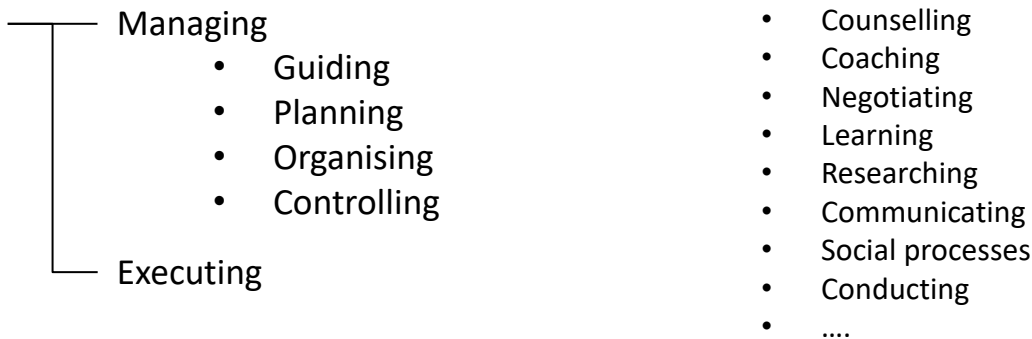 Managing
• Guiding
• Planning
• Organising
• Controlling
Executing
• Counselling
• Coaching
• Negotiating
• Learning
• Researching
• Communicating
• Social processes
• Conducting
• ....